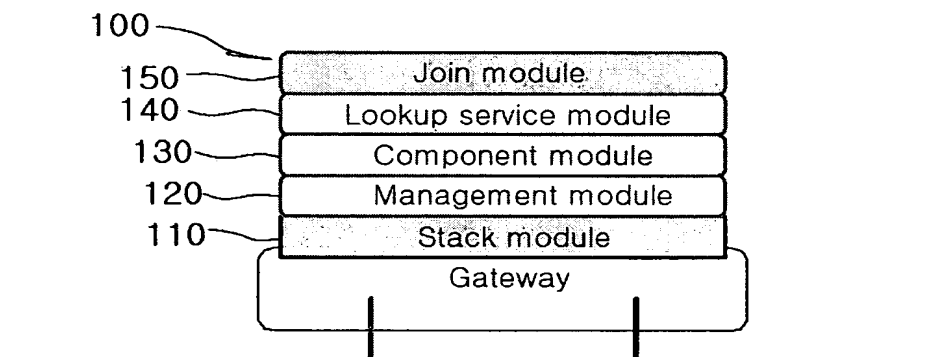 100
150 Join module
140 Lookup service module
130 Component module
120 Management module
110 Stack module
Gateway